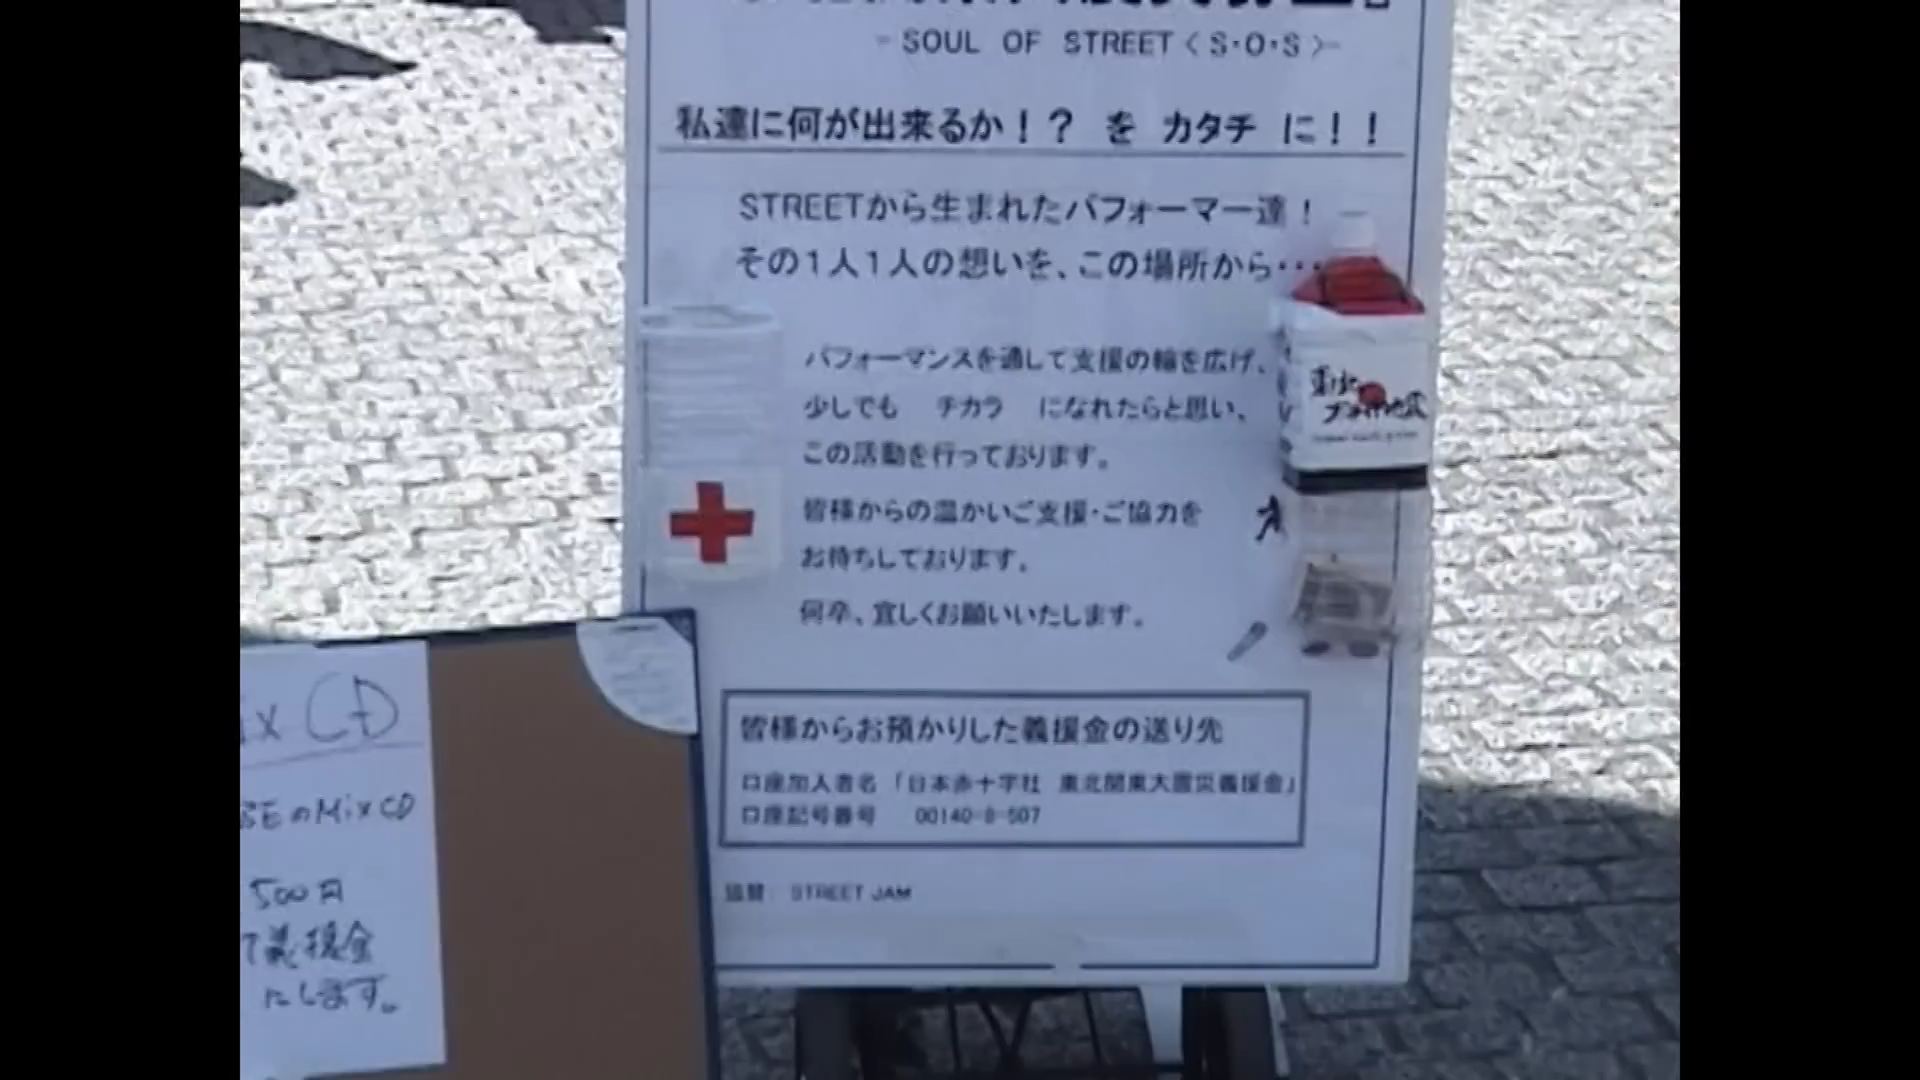 - SOUL OF STREET〈S・O・S〉-
私達に何が出来るか！？ を カタチ に！！
STREETから生まれたパフォーマー達！
その1人1人の想いを、この場所から・・・
パフォーマンスを通して支援の輪を広げ、
少しでも チカラ になれたらと思い、
この活動を行っております。
皆様からの温かいご支援・ご協力を
お待ちしております。
何卒、宜しくお願いいたします。
皆様からお預かりした義援金の送り先
口座加入者名 「日本赤十字社 東北関東大震災義援金」
口座記号番号 00140-8-507
協賛： STREET JAM
ix CD
のMix CD
500円
て義援金
にします。